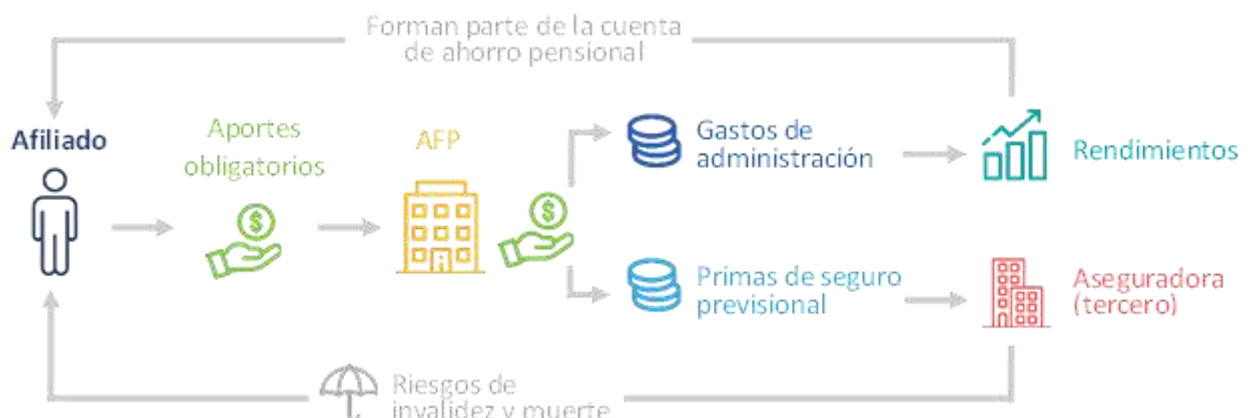 Forman parte de la cuenta
de ahorro pensional
Afiliado
Aportes
obligatorios
AFP
Gastos de
administración
Rendimientos
Primas de seguro
previsional
Aseguradora
(tercero)
Riesgos de
invalidez y muerte